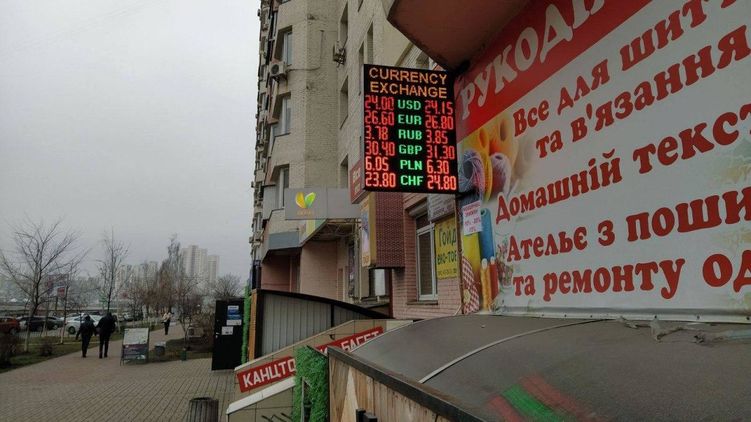 CURRENCY
EXCHANGE
24.00 USD 24.15
26.60 EUR 26.80
3.78 RUB 3.85
30.40 GBP 31.30
6.05 PLN 6.30
23.80 CHF 24.80
РУКОДІ
Все для шит
та в'язання
Домашній текст
Ательє з поши
та ремонту од
КАНЦТО
БАСЕТ